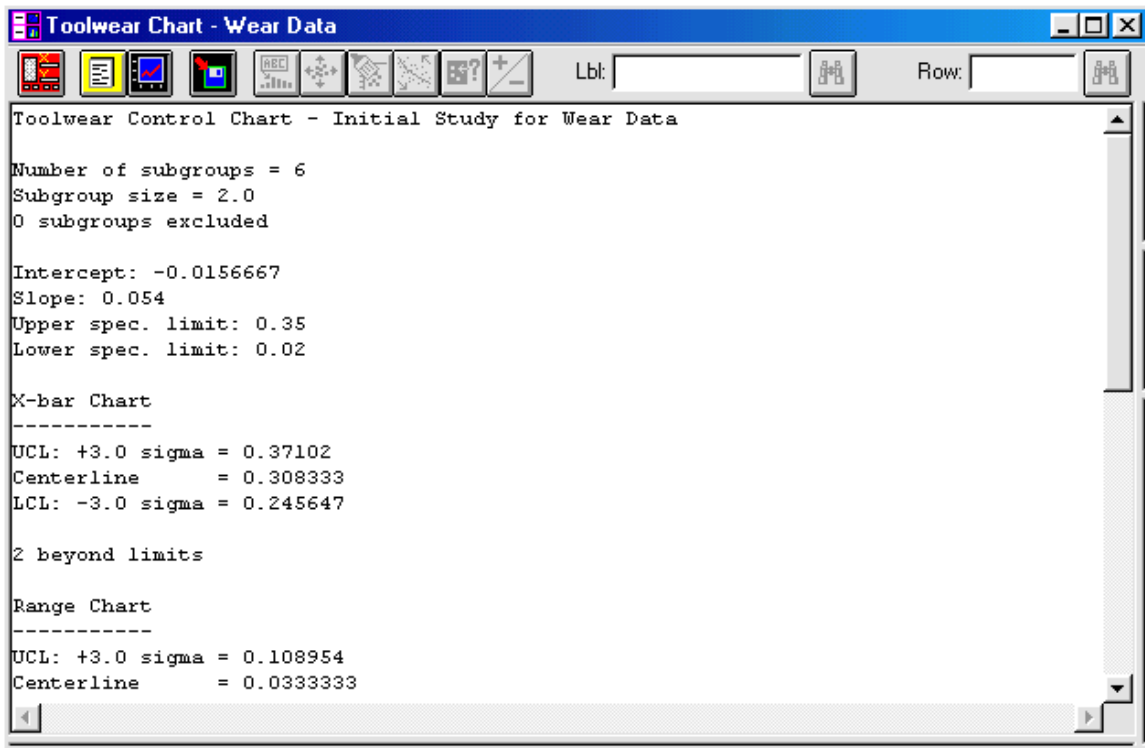 Toolwear Chart - Wear Data
ABC
Lbl:
Row:
Toolwear Control Chart - Initial Study for Wear Data
Number of subgroups = 6
Subgroup size = 2.0
0 subgroups excluded
Intercept: -0.0156667
Slope: 0.054
Upper spec. limit: 0.35
Lower spec. limit: 0.02
X-bar Chart
-----------
UCL: +3.0 sigma = 0.37102
Centerline      = 0.308333
LCL: -3.0 sigma = 0.245647
2 beyond limits
Range Chart
-----------
UCL: +3.0 sigma = 0.108954
Centerline      = 0.0333333